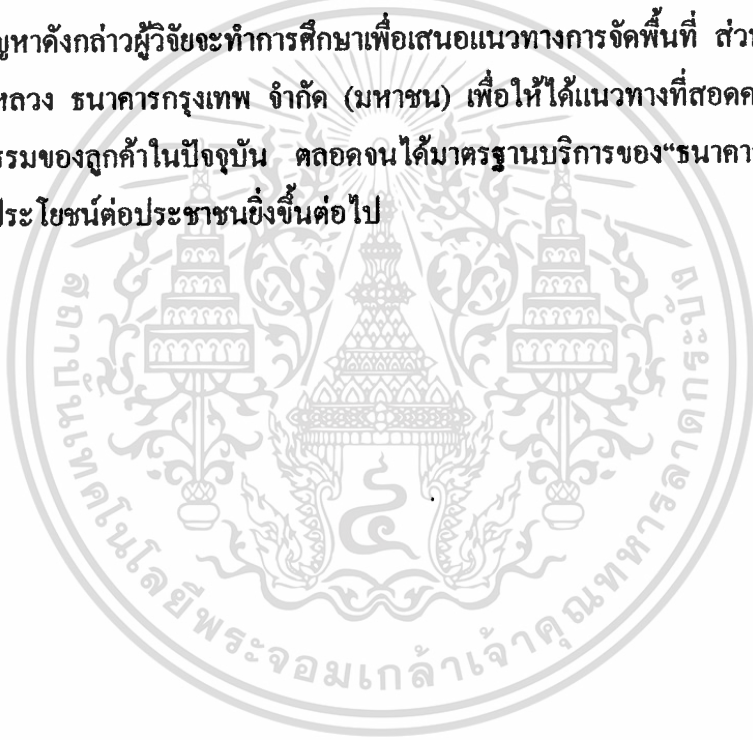 ญหาดังกล่าวผู้วิจัยจะทำการศึกษาเพื่อเสนอแนวทางการจัดพื้นที่ ส่วน
หลวง ธนาคารกรุงเทพ จำกัด (มหาชน) เพื่อให้ได้แนวทางที่สอดค
รรมของลูกค้าในปัจจุบัน ตลอดจนได้มาตรฐานบริการของ“ธนาคาร
ประโยชน์ต่อประชาชนยิ่งขึ้นต่อไป
สถาบันเทคโนโลยีพระจอมเกล้าเจ้าคุณทหารลาดกระบัง